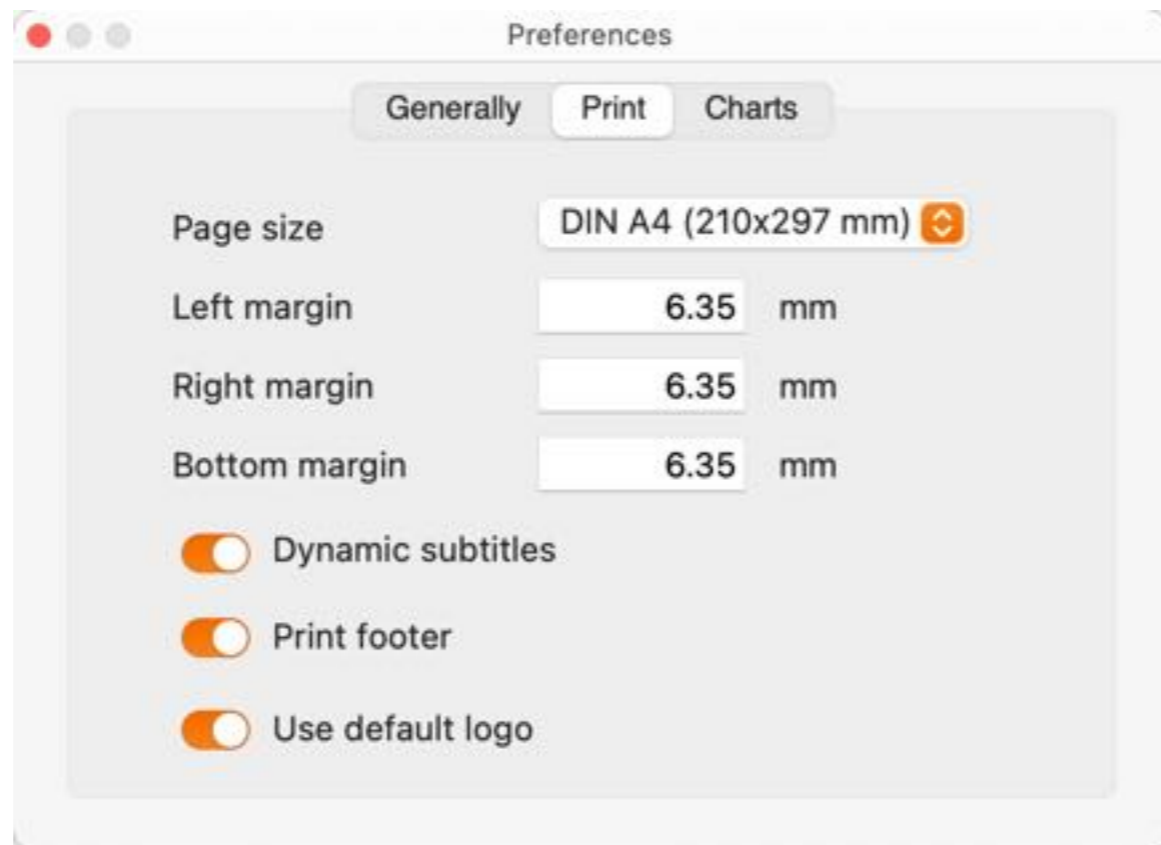 Preferences
Generally Print Charts
Page size DIN A4 (210x297 mm)
Left margin 6.35 mm
Right margin 6.35 mm
Bottom margin 6.35 mm
Dynamic subtitles
Print footer
Use default logo